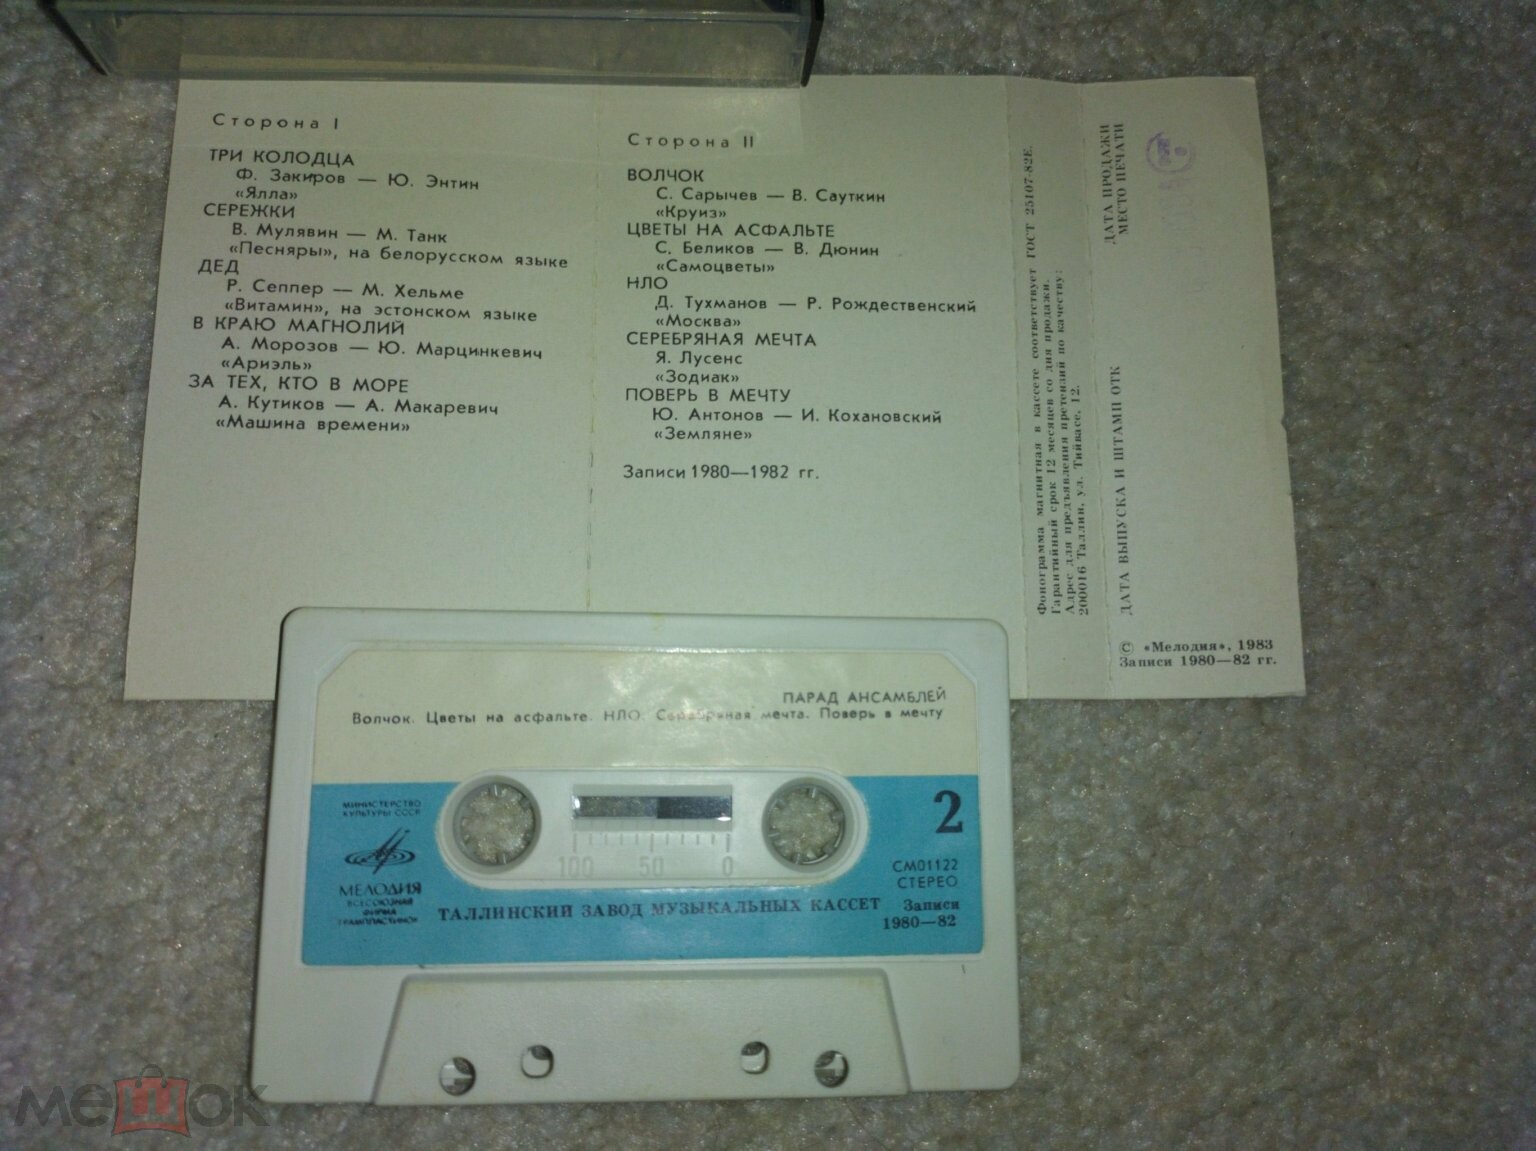 Сторона I
ТРИ КОЛОДЦА
Ф. Закиров — Ю. Энтин
«Ялла»
СЕРЕЖКИ
В. Мулявин — М. Танк
«Песняры», на белорусском языке
ДЕД
Р. Сеппер — М. Хельме
«Витамин», на эстонском языке
В КРАЮ МАГНОЛИЙ
А. Морозов — Ю. Марцинкевич
«Ариэль»
ЗА ТЕХ, КТО В МОРЕ
А. Кутиков — А. Макаревич
«Машина времени»
Сторона II
ВОЛЧОК
С. Сарычев — В. Сауткин
«Круиз»
ЦВЕТЫ НА АСФАЛЬТЕ
С. Беликов — В. Дюнин
«Самоцветы»
НЛО
Д. Тухманов — Р. Рождественский
«Москва»
СЕРЕБРЯНАЯ МЕЧТА
Я. Лусенс
«Зодиак»
ПОВЕРЬ В МЕЧТУ
Ю. Антонов — И. Кохановский
«Земляне»
Записи 1980—1982 гг.
Фонограмма магнитная в кассете соответствует ГОСТ 25107-82Е.
Гарантийный срок 12 месяцев со дня продажи.
Адрес для предъявления претензий по качеству:
200016 Таллин, ул. Тийвасе, 12.
ДАТА ВЫПУСКА И ШТАМП ОТК
ДАТА ПРОДАЖИ
МЕСТО ПЕЧАТИ
© «Мелодия», 1983
Записи 1980—82 гг.
ПАРАД АНСАМБЛЕЙ
Волчок. Цветы на асфальте. НЛО. Серебряная мечта. Поверь в мечту
МИНИСТЕРСТВО
КУЛЬТУРЫ СССР
МЕЛОДИЯ
ВСЕСОЮЗНАЯ
ФИРМА
ГРАМПЛАСТИНОК
100 50 0
2
СМ01122
СТЕРЕО
ТАЛЛИНСКИЙ ЗАВОД МУЗЫКАЛЬНЫХ КАССЕТ
Записи
1980—82
мешок